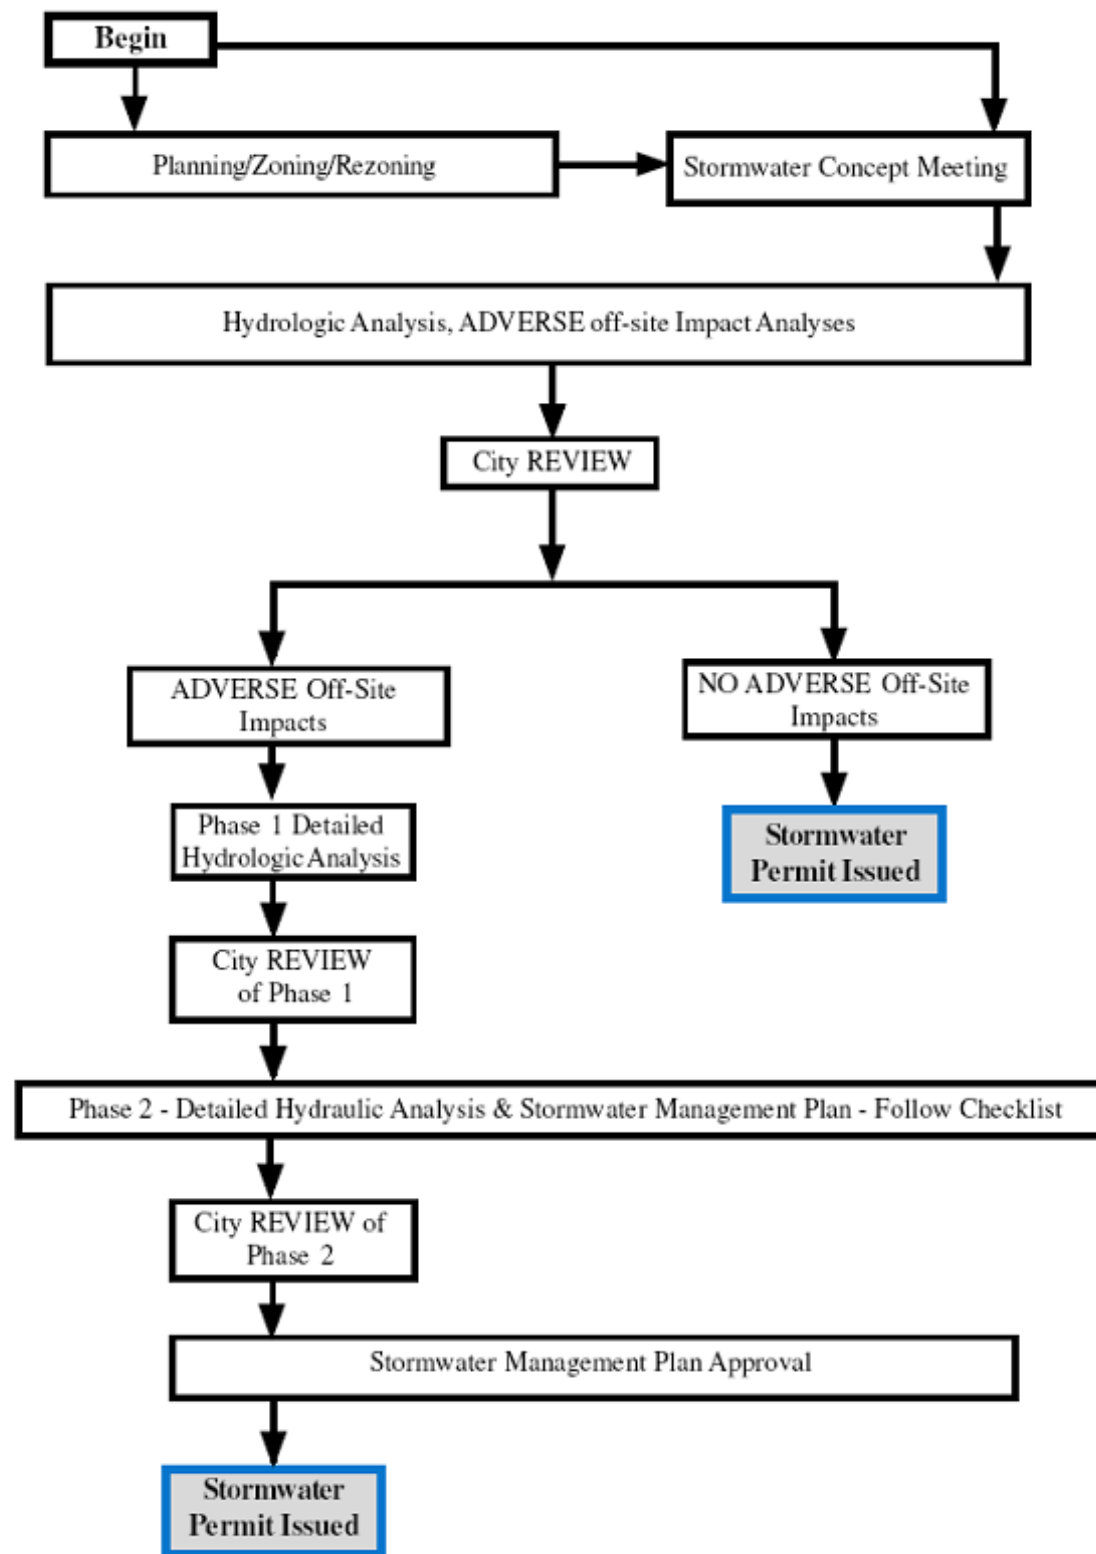 Begin
Planning/Zoning/Rezoning
Stormwater Concept Meeting
Hydrologic Analysis, ADVERSE off-site Impact Analyses
City REVIEW
ADVERSE Off-Site
Impacts
NO ADVERSE Off-Site
Impacts
Phase 1 Detailed
Hydrologic Analysis
Stormwater
Permit Issued
City REVIEW
of Phase 1
Phase 2 - Detailed Hydraulic Analysis & Stormwater Management Plan - Follow Checklist
City REVIEW of
Phase 2
Stormwater Management Plan Approval
Stormwater
Permit Issued